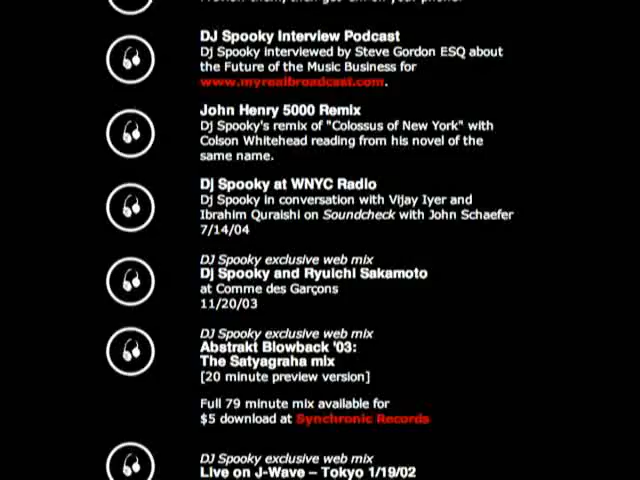 DJ Spooky Interview Podcast
Dj Spooky interviewed by Steve Gordon ESQ about
the Future of the Music Business for
www.myrealbroadcast.com.
John Henry 5000 Remix
Dj Spooky's remix of "Colossus of New York" with
Colson Whitehead reading from his novel of the
same name.
Dj Spooky at WNYC Radio
Dj Spooky in conversation with Vijay Iyer and
Ibrahim Quraishi on Soundcheck with John Schaefer
7/14/04
DJ Spooky exclusive web mix
Dj Spooky and Ryuichi Sakamoto
at Comme des Garçons
11/20/03
DJ Spooky exclusive web mix
Abstrakt Blowback '03:
The Satyagraha mix
[20 minute preview version]
Full 79 minute mix available for
$5 download at Synchronic Records
DJ Spooky exclusive web mix
Live on J-Wave – Tokyo 1/19/02